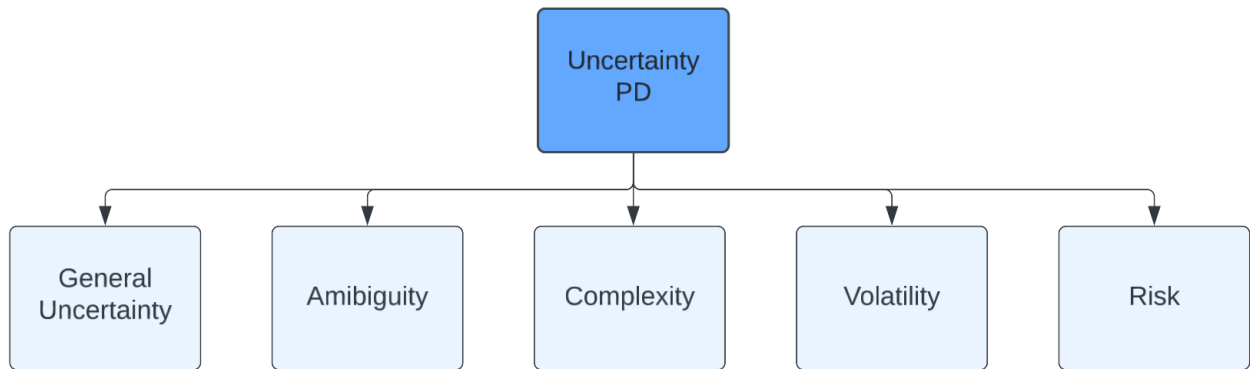 Uncertainty
PD
General
Uncertainty
Amibiguity
Complexity
Volatility
Risk